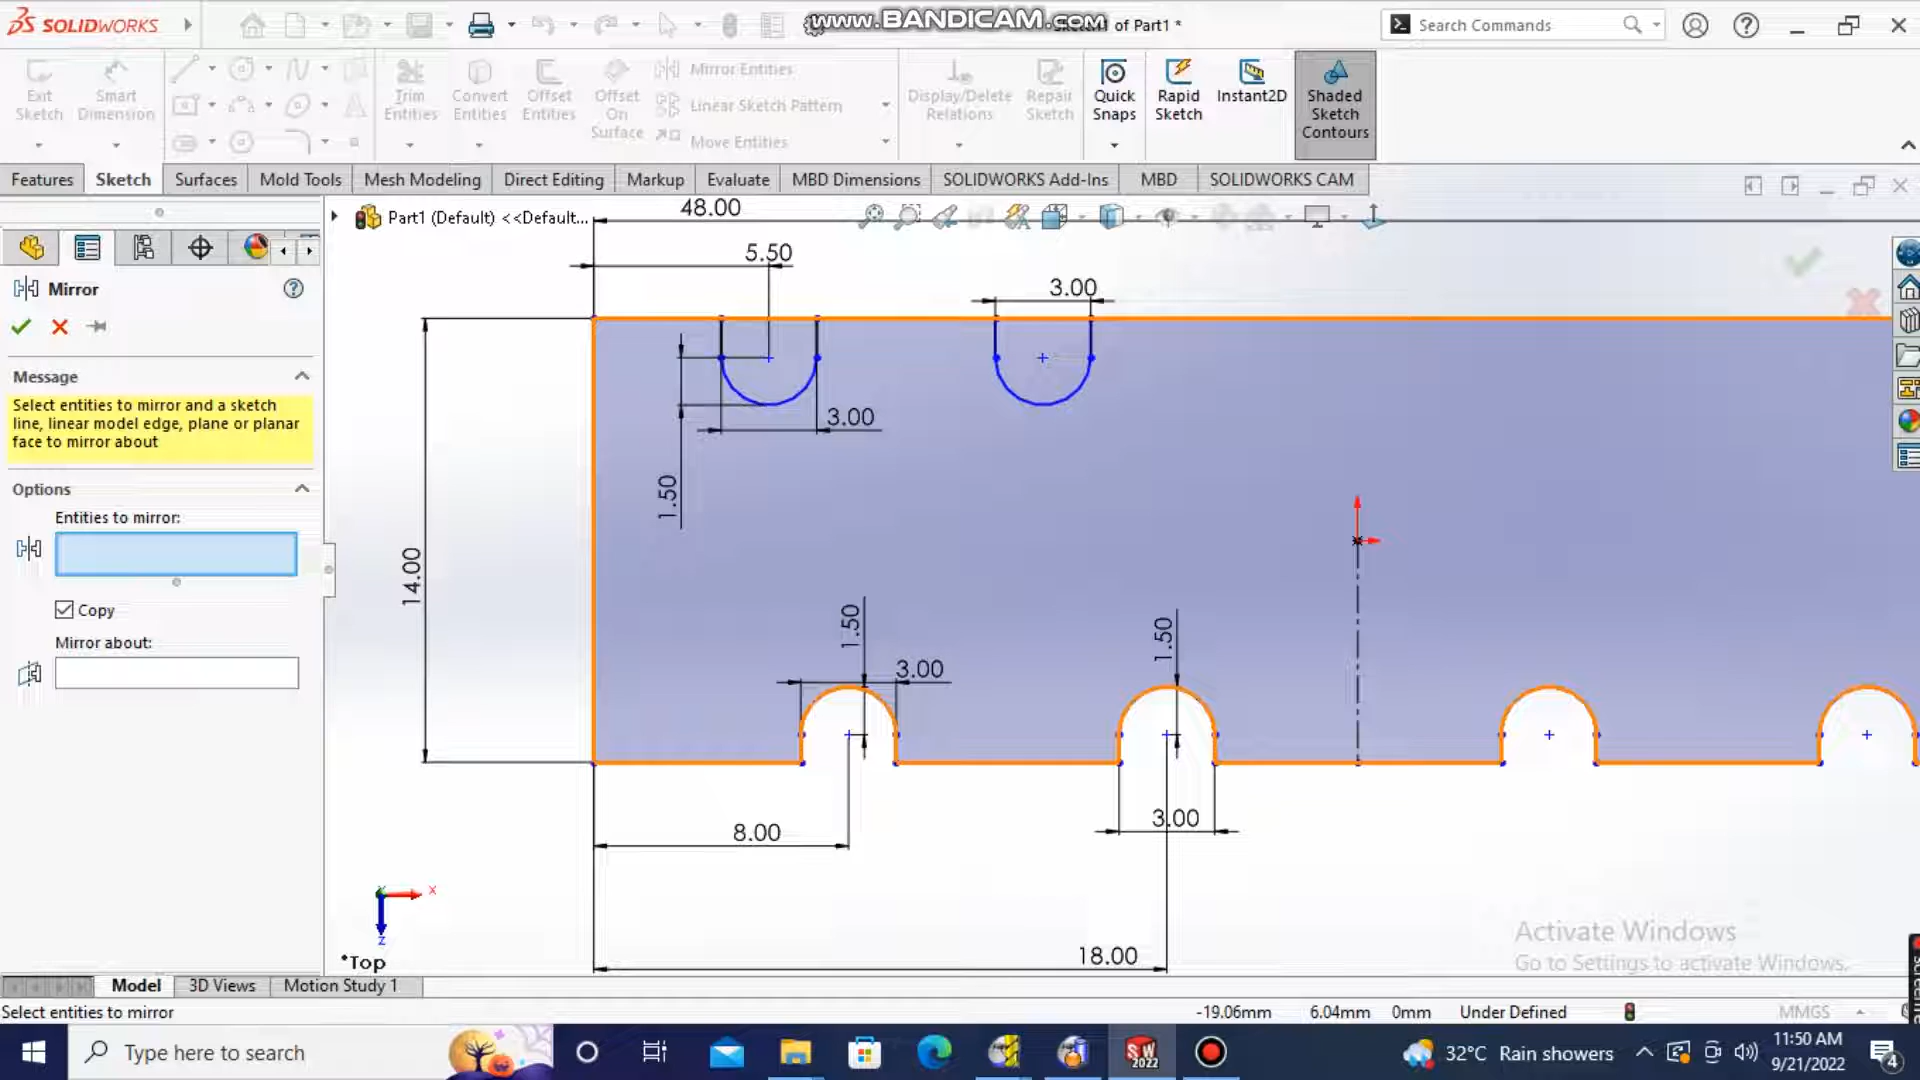 SOLIDWORKS
www.BANDICAM.com
of Part1 *
Search Commands
Exit Sketch
Smart Dimension
Trim Entities
Convert Entities
Offset Entities
Offset On Surface
Mirror Entities
Linear Sketch Pattern
Move Entities
Display/Delete Relations
Repair Sketch
Quick Snaps
Rapid Sketch
Instant2D
Shaded Sketch Contours
Features
Sketch
Surfaces
Mold Tools
Mesh Modeling
Direct Editing
Markup
Evaluate
MBD Dimensions
SOLIDWORKS Add-Ins
MBD
SOLIDWORKS CAM
Part1 (Default) <<Default...
Mirror
Message
Select entities to mirror and a sketch
line, linear model edge, plane or planar
face to mirror about
Options
Entities to mirror:
Copy
Mirror about:
48.00
5.50
3.00
3.00
1.50
14.00
1.50
3.00
1.50
3.00
8.00
18.00
x
z
*Top
Activate Windows
Go to Settings to activate Windows.
Model
3D Views
Motion Study 1
Select entities to mirror
-19.06mm
6.04mm
0mm
Under Defined
MMGS
Type here to search
SW
2022
32°C Rain showers
11:50 AM
9/21/2022
4